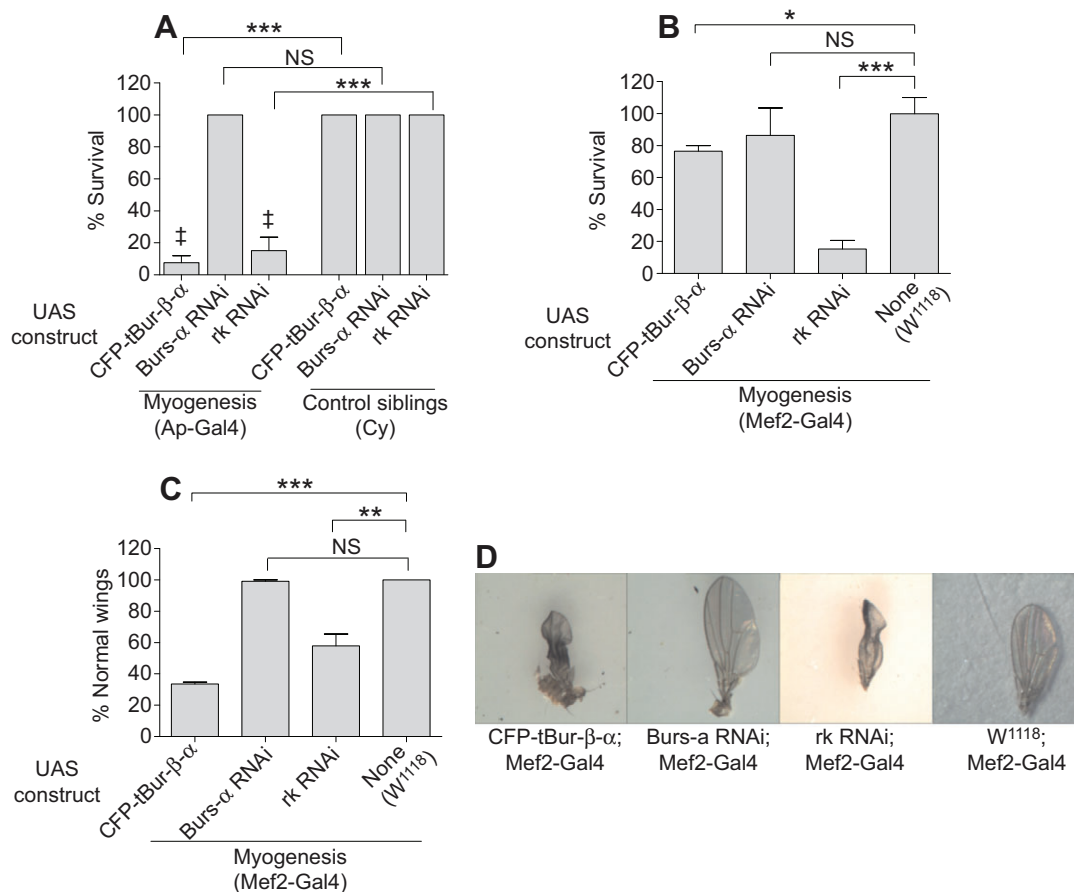 A
***
NS
***
% Survival
120
100
80
60
40
20
0
‡
‡
UAS
construct
CFP-tBur-β-α
Burs-α RNAi
rk RNAi
CFP-tBur-β-α
Burs-α RNAi
rk RNAi
Myogenesis
(Ap-Gal4)
Control siblings
(Cy)
B
*
NS
***
% Survival
120
100
80
60
40
20
0
UAS
construct
CFP-tBur-β-α
Burs-α RNAi
rk RNAi
None
(W1118)
Myogenesis
(Mef2-Gal4)
C
***
**
NS
% Normal wings
120
100
80
60
40
20
0
UAS
construct
CFP-tBur-β-α
Burs-α RNAi
rk RNAi
None
(W1118)
Myogenesis
(Mef2-Gal4)
D
CFP-tBur-β-α;
Mef2-Gal4
Burs-a RNAi;
Mef2-Gal4
rk RNAi;
Mef2-Gal4
W1118;
Mef2-Gal4